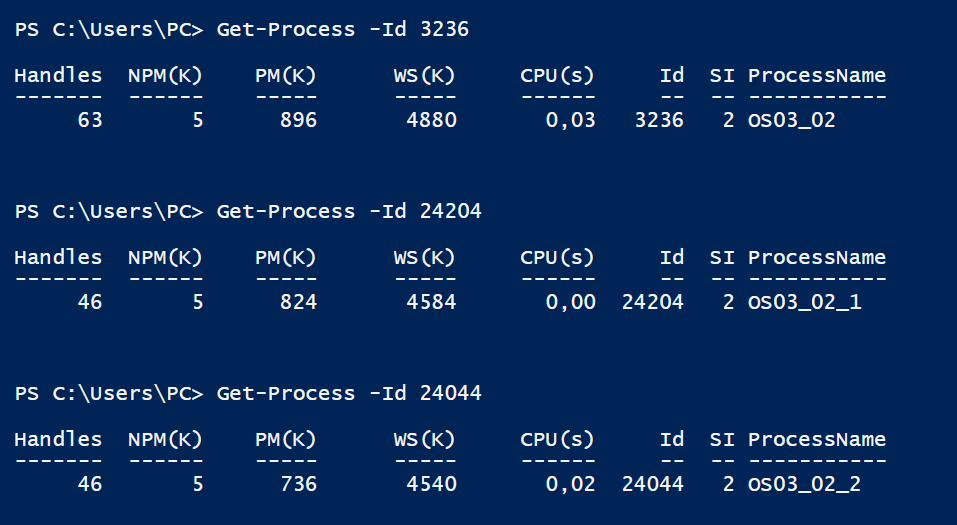 PS C:\Users\PC> Get-Process -Id 3236
Handles  NPM(K)    PM(K)      WS(K)     CPU(s)     Id  SI ProcessName
-------  ------    -----      -----     ------     --  -- -----------
     63       5      896       4880       0,03   3236   2 OS03_02
PS C:\Users\PC> Get-Process -Id 24204
Handles  NPM(K)    PM(K)      WS(K)     CPU(s)     Id  SI ProcessName
-------  ------    -----      -----     ------     --  -- -----------
     46       5      824       4584       0,00  24204   2 OS03_02_1
PS C:\Users\PC> Get-Process -Id 24044
Handles  NPM(K)    PM(K)      WS(K)     CPU(s)     Id  SI ProcessName
-------  ------    -----      -----     ------     --  -- -----------
     46       5      736       4540       0,02  24044   2 OS03_02_2